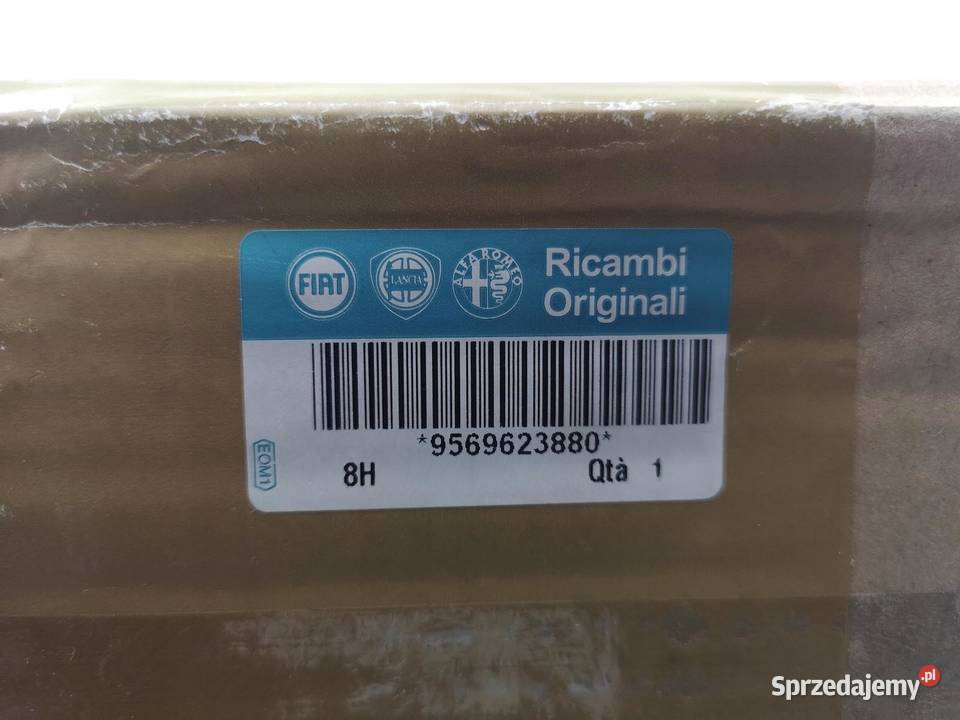 FIAT
LANCIA
ALFA ROMEO
Ricambi
Originali
*9569623880*
8H
Qtà 1
EOM1
Sprzedajemy.pl